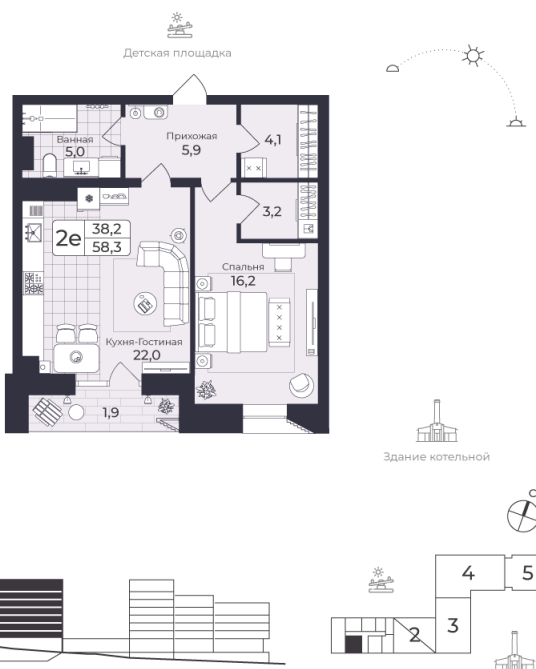 Детская площадка
Ванная
5,0
Прихожая
5,9
4,1
3,2
2е
38,2
58,3
Спальня
16,2
Кухня-Гостиная
22,0
1,9
Здание котельной
4
5
3
2